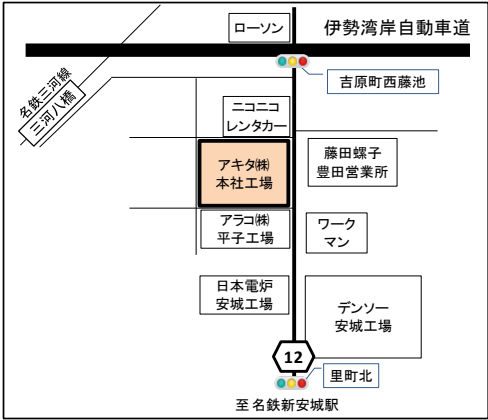 ローソン
伊勢湾岸自動車道
吉原町西藤池
名鉄三河線
三河八橋
ニコニコ
レンタカー
アキタ㈱
本社工場
藤田螺子
豊田営業所
アラコ㈱
平子工場
ワーク
マン
日本電炉
安城工場
デンソー
安城工場
12
里町北
至名鉄新安城駅